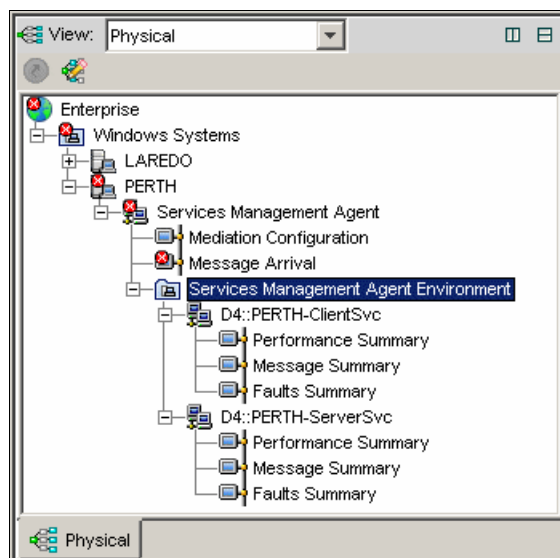 View: Physical
Enterprise
Windows Systems
LAREDO
PERTH
Services Management Agent
Mediation Configuration
Message Arrival
Services Management Agent Environment
D4::PERTH-ClientSvc
Performance Summary
Message Summary
Faults Summary
D4::PERTH-ServerSvc
Performance Summary
Message Summary
Faults Summary
Physical